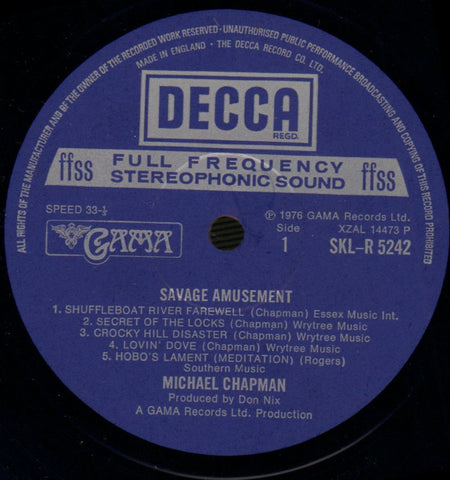 ALL RIGHTS OF THE MANUFACTURER AND OF THE OWNER OF THE RECORDED WORK RESERVED - UNAUTHORISED PUBLIC PERFORMANCE BROADCASTING AND COPYING OF THIS RECORD PROHIBITED
MADE IN ENGLAND · THE DECCA RECORD CO. LTD.
DECCA
REGD.
ffss FULL FREQUENCY STEREOPHONIC SOUND ffss
SPEED 33-⅓
GAMA
Ⓟ 1976 GAMA Records Ltd.
Side XZAL 14473 P
1 SKL-R 5242
SAVAGE AMUSEMENT
1. SHUFFLEBOAT RIVER FAREWELL (Chapman) Essex Music Int.
2. SECRET OF THE LOCKS (Chapman) Wrytree Music
3. CROCKY HILL DISASTER (Chapman) Wrytree Music
4. LOVIN' DOVE (Chapman) Wrytree Music
5. HOBO'S LAMENT (MEDITATION) (Rogers)
Southern Music
MICHAEL CHAPMAN
Produced by Don Nix
A GAMA Records Ltd. Production